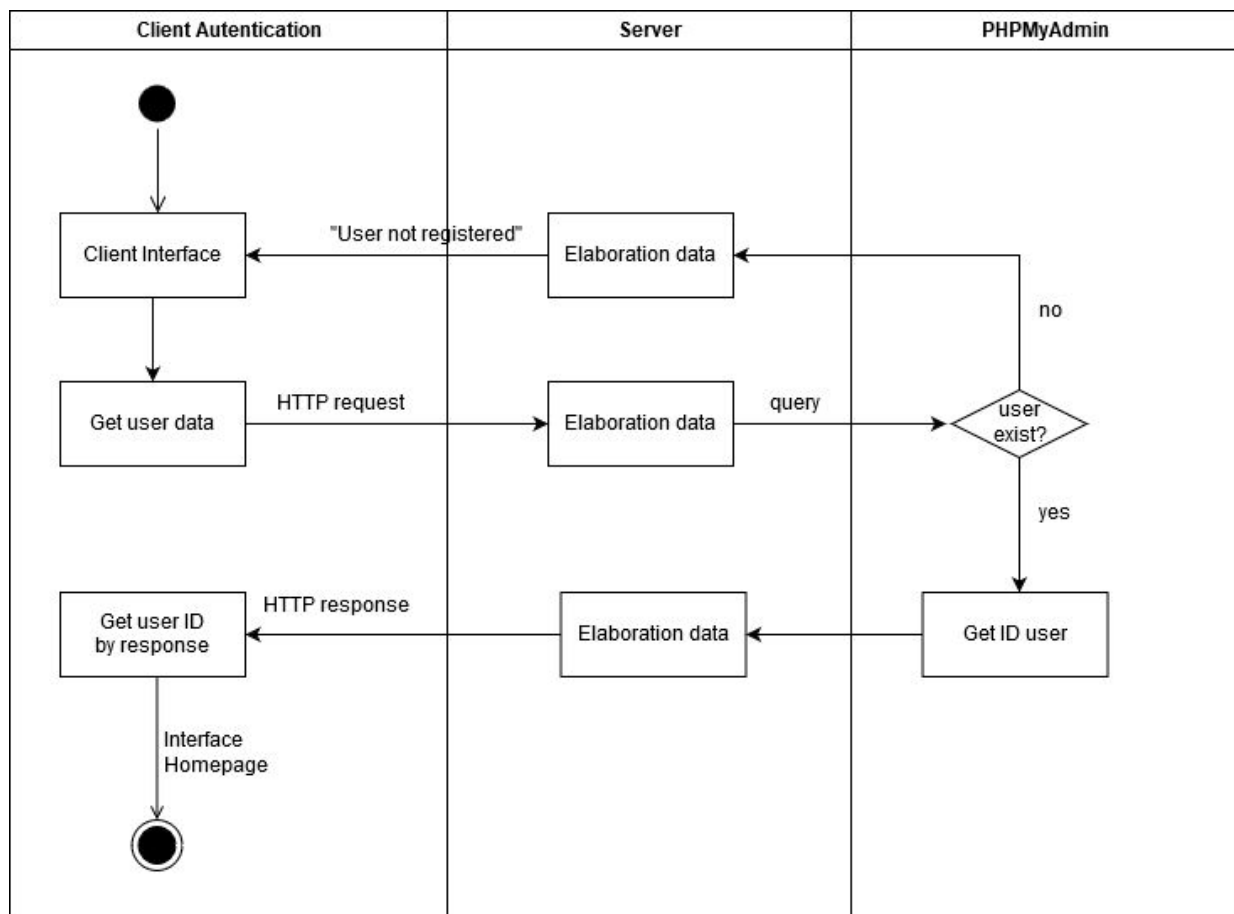 Client Autentication
Server
PHPMyAdmin
"User not registered"
Client Interface
Elaboration data
no
Get user data
HTTP request
Elaboration data
query
user
exist?
yes
Get user ID
by response
HTTP response
Elaboration data
Get ID user
Interface
Homepage